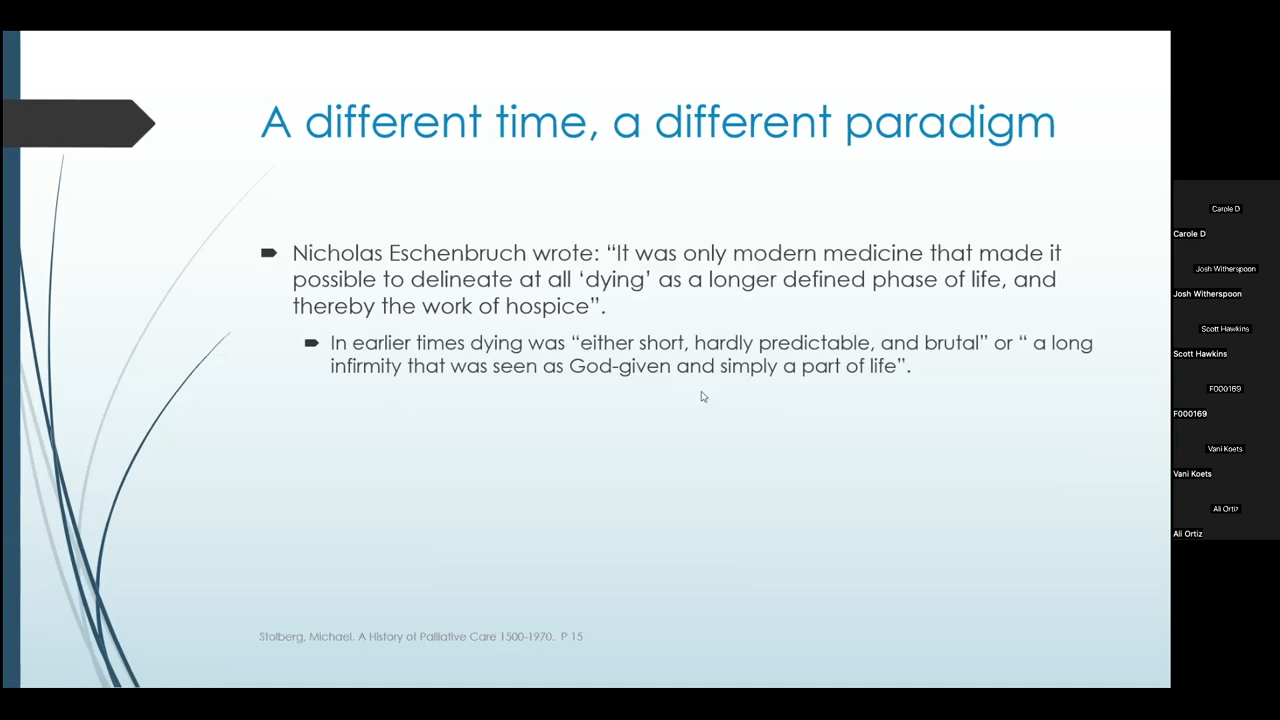 A different time, a different paradigm
Nicholas Eschenbruch wrote: “It was only modern medicine that made it
possible to delineate at all ‘dying’ as a longer defined phase of life, and
thereby the work of hospice”.
In earlier times dying was “either short, hardly predictable, and brutal” or “ a long
infirmity that was seen as God-given and simply a part of life”.
Stolberg, Michael. A History of Palliative Care 1500-1970. P 15
Carole D
Carole D
Josh Witherspoon
Josh Witherspoon
Scott Hawkins
Scott Hawkins
F000169
F000169
Vani Koets
Vani Koets
Ali Ortiz
Ali Ortiz